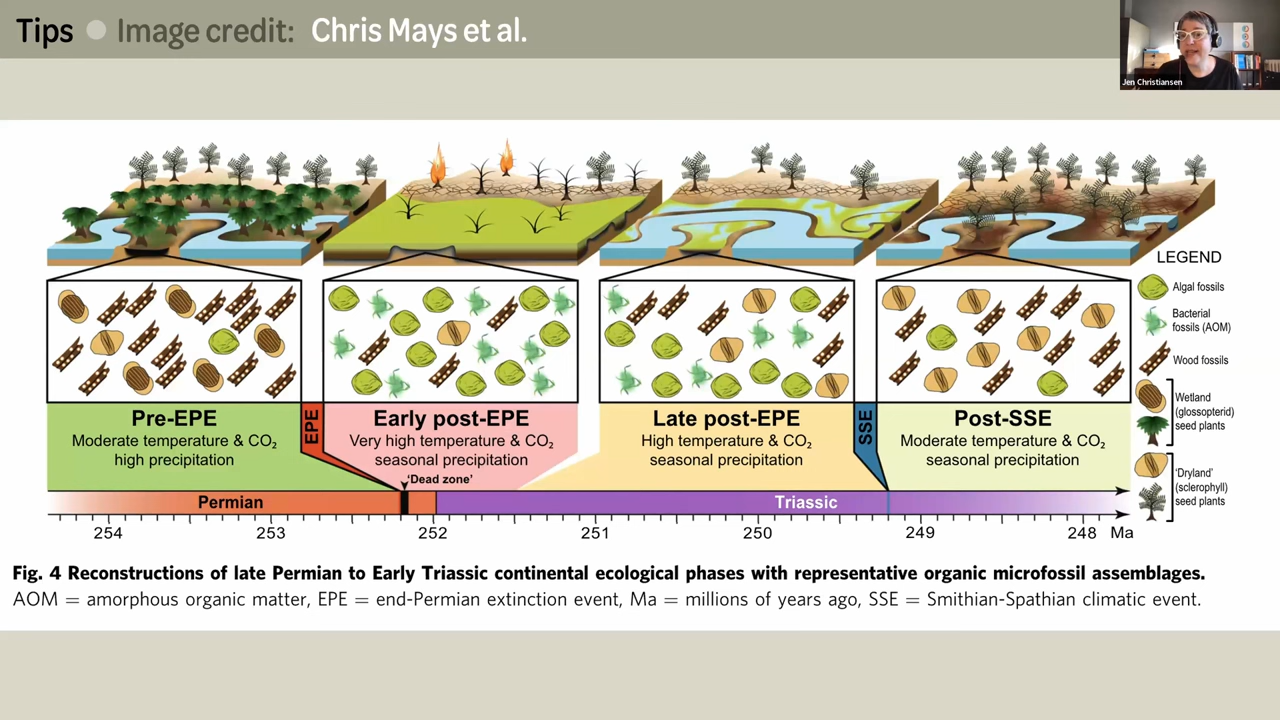 Tips Image credit: Chris Mays et al.
Jen Christiansen
LEGEND
Algal fossils
Bacterial
fossils (AOM)
Wood fossils
Wetland
(glossopterid)
seed plants
'Dryland'
(sclerophyll)
seed plants
Pre-EPE
Moderate temperature & CO₂
high precipitation
EPE
Early post-EPE
Very high temperature & CO₂
seasonal precipitation
'Dead zone'
Late post-EPE
High temperature & CO₂
seasonal precipitation
SSE
Post-SSE
Moderate temperature & CO₂
seasonal precipitation
Permian Triassic
254 253 252 251 250 249 248 Ma
Fig. 4 Reconstructions of late Permian to Early Triassic continental ecological phases with representative organic microfossil assemblages.
AOM = amorphous organic matter, EPE = end-Permian extinction event, Ma = millions of years ago, SSE = Smithian-Spathian climatic event.